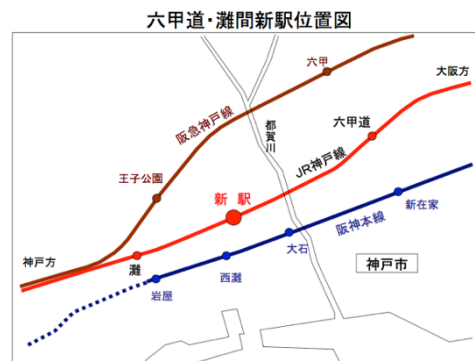 六甲道・灘間新駅位置図
六甲
大阪方
阪急神戸線
都賀川
六甲道
JR神戸線
王子公園
新駅
新在家
阪神本線
大石
神戸方
灘
西灘
神戸市
岩屋